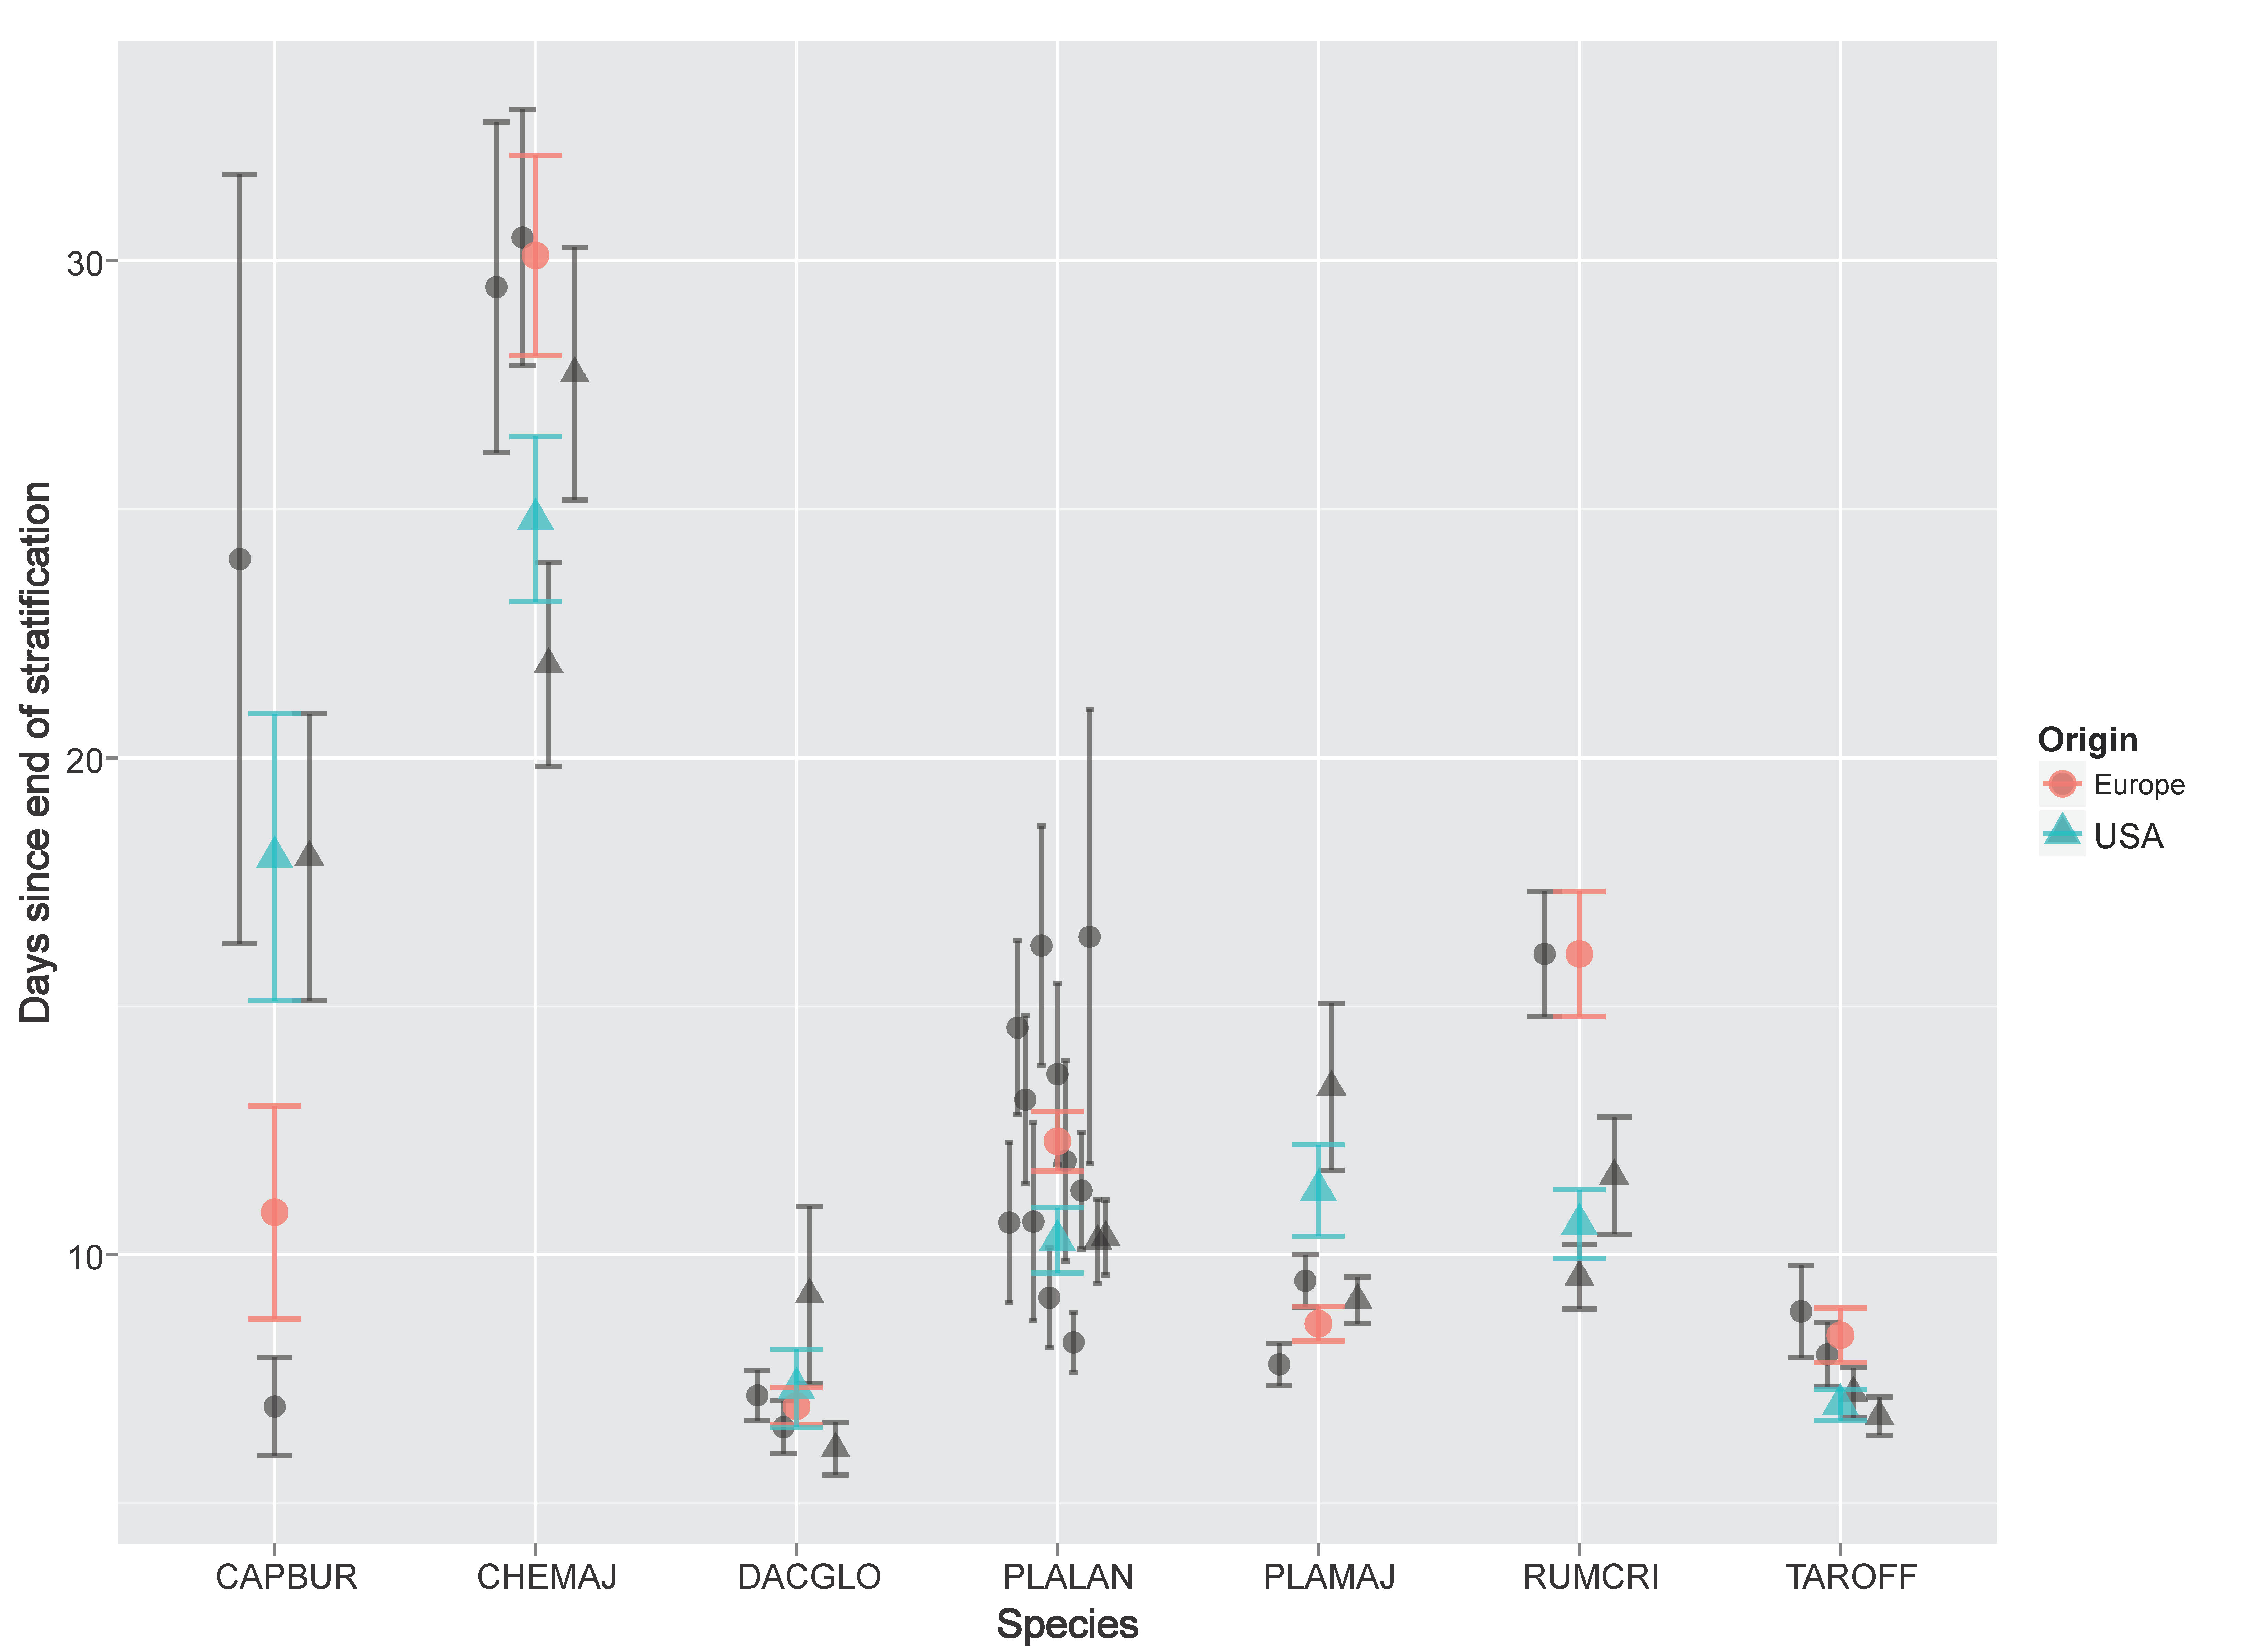 Days since end of stratification
30
20
10
CAPBUR CHEMAJ DACGLO PLALAN PLAMAJ RUMCRI TAROFF
Species
Origin
Europe
USA